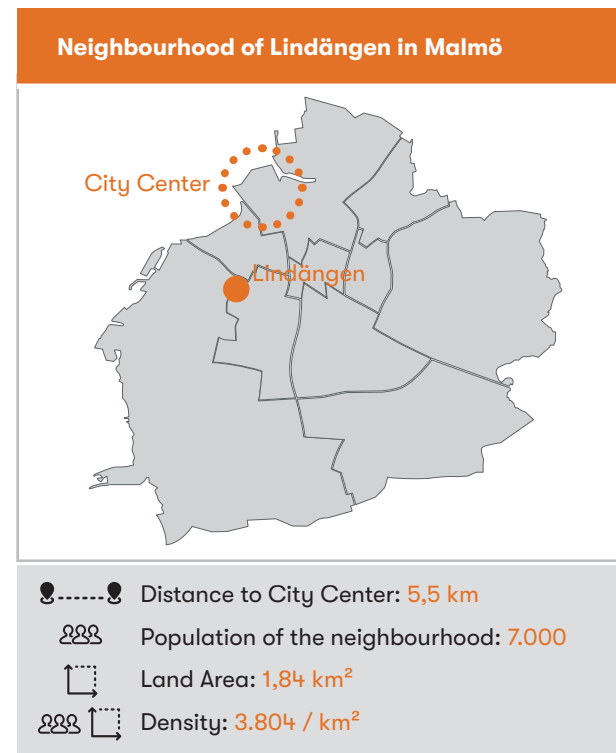 Neighbourhood of Lindängen in Malmö
City Center
Lindängen
Distance to City Center: 5,5 km
Population of the neighbourhood: 7.000
Land Area: 1,84 km²
Density: 3.804 / km²